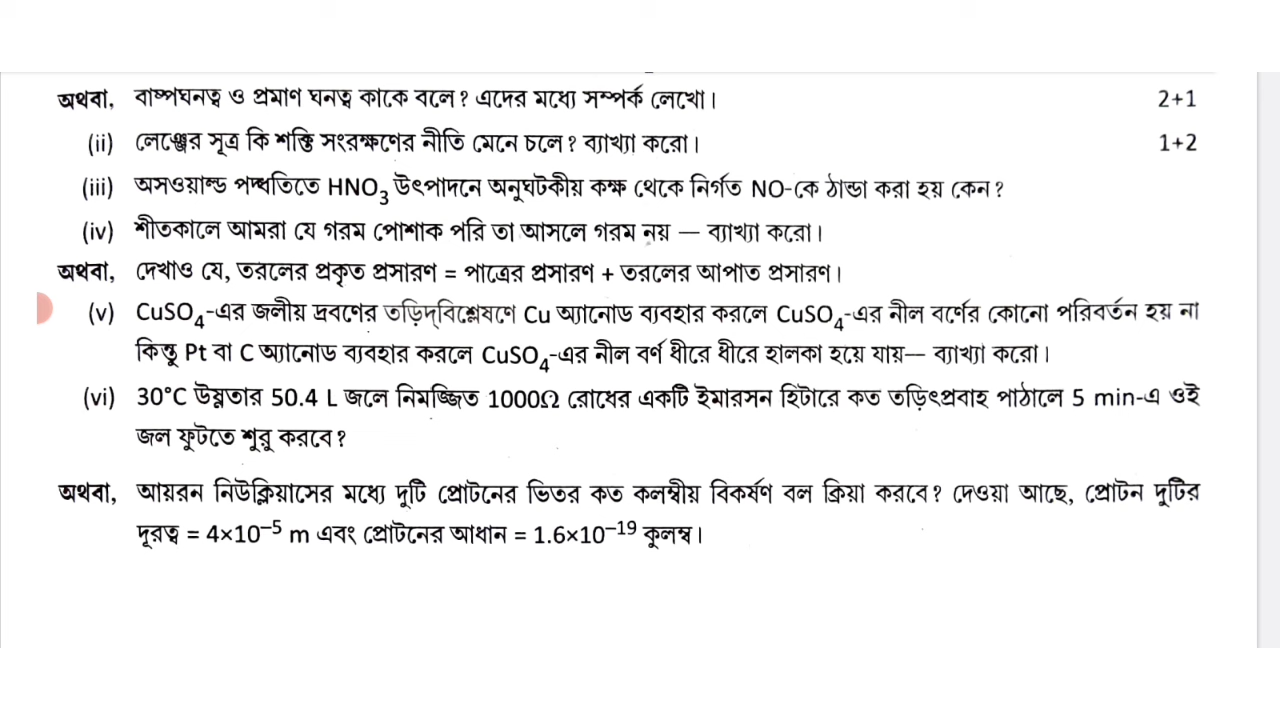 অথবা, বাষ্পঘনত্ব ও প্রমাণ ঘনত্ব কাকে বলে? এদের মধ্যে সম্পর্ক লেখো। 2+1
(ii) লেঞ্জের সূত্র কি শক্তি সংরক্ষণের নীতি মেনে চলে? ব্যাখ্যা করো। 1+2
(iii) অসওয়াল্ড পদ্ধতিতে HNO₃ উৎপাদনে অনুঘটকীয় কক্ষ থেকে নির্গত NO-কে ঠান্ডা করা হয় কেন?
(iv) শীতকালে আমরা যে গরম পোশাক পরি তা আসলে গরম নয় — ব্যাখ্যা করো।
অথবা, দেখাও যে, তরলের প্রকৃত প্রসারণ = পাত্রের প্রসারণ + তরলের আপাত প্রসারণ।
(v) CuSO₄-এর জলীয় দ্রবণের তড়িদ্‌বিশ্লেষণে Cu অ্যানোড ব্যবহার করলে CuSO₄-এর নীল বর্ণের কোনো পরিবর্তন হয় না
কিন্তু Pt বা C অ্যানোড ব্যবহার করলে CuSO₄-এর নীল বর্ণ ধীরে ধীরে হালকা হয়ে যায়— ব্যাখ্যা করো।
(vi) 30°C উষ্ণতার 50.4 L জলে নিমজ্জিত 1000Ω রোধের একটি ইমারসন হিটারে কত তড়িৎপ্রবাহ পাঠালে 5 min-এ ওই
জল ফুটতে শুরু করবে?
অথবা, আয়রন নিউক্লিয়াসের মধ্যে দুটি প্রোটনের ভিতর কত কলম্বীয় বিকর্ষণ বল ক্রিয়া করবে? দেওয়া আছে, প্রোটন দুটির
দূরত্ব = 4×10⁻⁵ m এবং প্রোটনের আধান = 1.6×10⁻¹⁹ কুলম্ব।